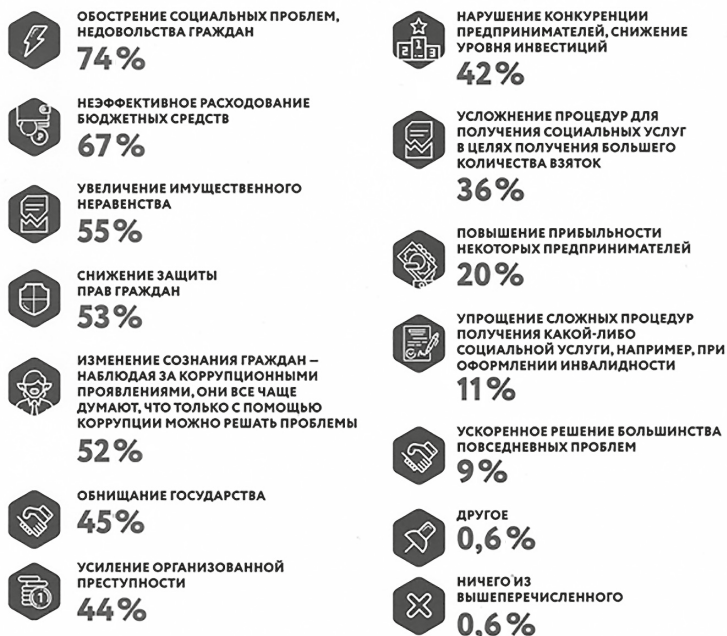 ОБОСТРЕНИЕ СОЦИАЛЬНЫХ ПРОБЛЕМ,
НЕДОВОЛЬСТВА ГРАЖДАН
74%
НЕЭФФЕКТИВНОЕ РАСХОДОВАНИЕ
БЮДЖЕТНЫХ СРЕДСТВ
67%
УВЕЛИЧЕНИЕ ИМУЩЕСТВЕННОГО
НЕРАВЕНСТВА
55%
СНИЖЕНИЕ ЗАЩИТЫ
ПРАВ ГРАЖДАН
53%
ИЗМЕНЕНИЕ СОЗНАНИЯ ГРАЖДАН –
НАБЛЮДАЯ ЗА КОРРУПЦИОННЫМИ
ПРОЯВЛЕНИЯМИ, ОНИ ВСЕ ЧАЩЕ
ДУМАЮТ, ЧТО ТОЛЬКО С ПОМОЩЬЮ
КОРРУПЦИИ МОЖНО РЕШАТЬ ПРОБЛЕМЫ
52%
ОБНИЩАНИЕ ГОСУДАРСТВА
45%
УСИЛЕНИЕ ОРГАНИЗОВАННОЙ
ПРЕСТУПНОСТИ
44%
НАРУШЕНИЕ КОНКУРЕНЦИИ
ПРЕДПРИНИМАТЕЛЕЙ, СНИЖЕНИЕ
УРОВНЯ ИНВЕСТИЦИЙ
42%
УСЛОЖНЕНИЕ ПРОЦЕДУР ДЛЯ
ПОЛУЧЕНИЯ СОЦИАЛЬНЫХ УСЛУГ
В ЦЕЛЯХ ПОЛУЧЕНИЯ БОЛЬШЕГО
КОЛИЧЕСТВА ВЗЯТОК
36%
ПОВЫШЕНИЕ ПРИБЫЛЬНОСТИ
НЕКОТОРЫХ ПРЕДПРИНИМАТЕЛЕЙ
20%
УПРОЩЕНИЕ СЛОЖНЫХ ПРОЦЕДУР
ПОЛУЧЕНИЯ КАКОЙ-ЛИБО
СОЦИАЛЬНОЙ УСЛУГИ, НАПРИМЕР, ПРИ
ОФОРМЛЕНИИ ИНВАЛИДНОСТИ
11%
УСКОРЕННОЕ РЕШЕНИЕ БОЛЬШИНСТВА
ПОВСЕДНЕВНЫХ ПРОБЛЕМ
9%
ДРУГОЕ
0,6%
НИЧЕГО ИЗ
ВЫШЕПЕРЕЧИСЛЕННОГО
0,6%